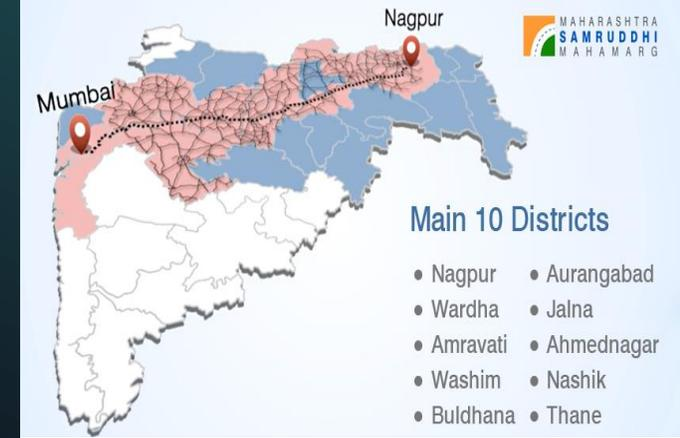 Nagpur
MAHARASHTRA
SAMRUDDHI
MAHAMARG
Mumbai
Main 10 Districts
• Nagpur
• Wardha
• Amravati
• Washim
• Buldhana
• Aurangabad
• Jalna
• Ahmednagar
• Nashik
• Thane